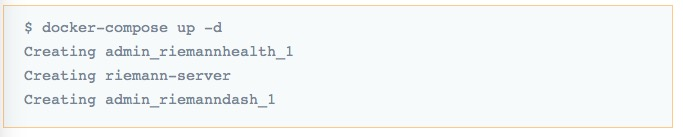 $ docker-compose up -d
Creating admin_riemannhealth_1
Creating riemann-server
Creating admin_riemanndash_1